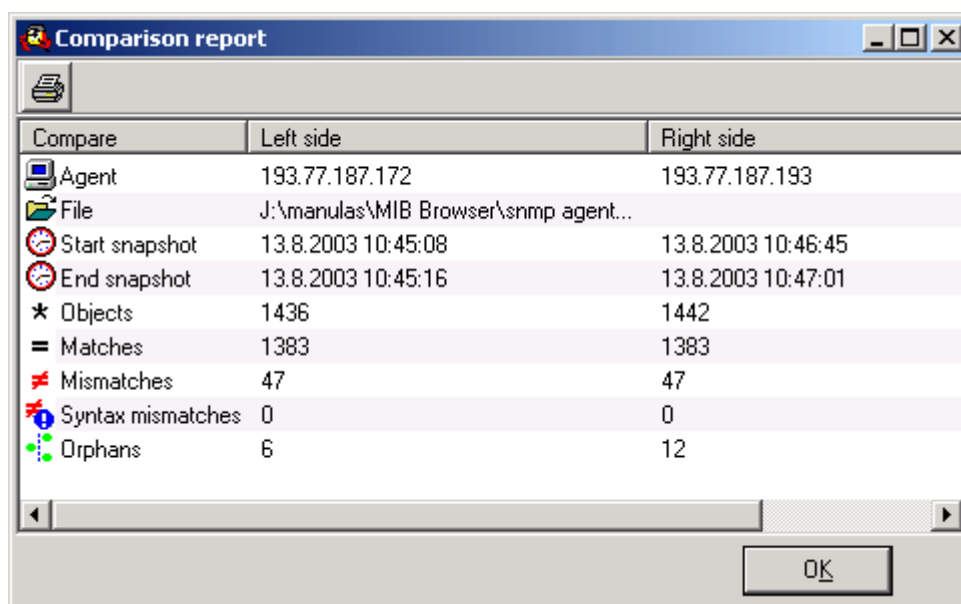 Comparison report
Compare Left side Right side
Agent 193.77.187.172 193.77.187.193
File J:\manulas\MIB Browser\snmp agent...
Start snapshot 13.8.2003 10:45:08 13.8.2003 10:46:45
End snapshot 13.8.2003 10:45:16 13.8.2003 10:47:01
* Objects 1436 1442
= Matches 1383 1383
≠ Mismatches 47 47
Syntax mismatches 0 0
Orphans 6 12
OK